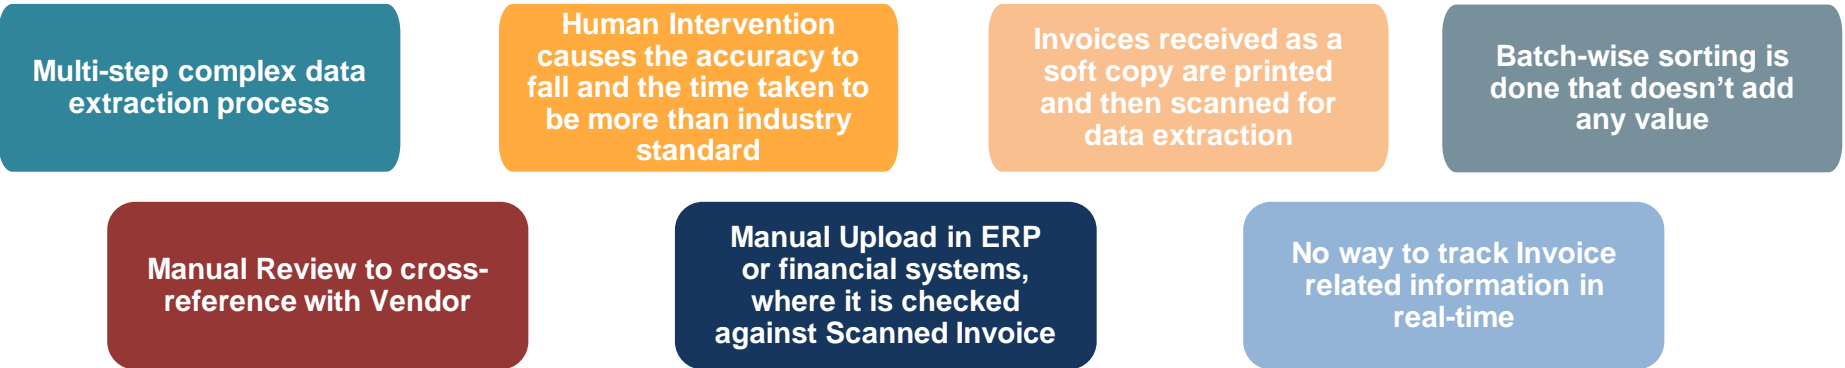 Multi-step complex data
extraction process
Human Intervention
causes the accuracy to
fall and the time taken to
be more than industry
standard
Invoices received as a
soft copy are printed
and then scanned for
data extraction
Batch-wise sorting is
done that doesn’t add
any value
Manual Review to cross-
reference with Vendor
Manual Upload in ERP
or financial systems,
where it is checked
against Scanned Invoice
No way to track Invoice
related information in
real-time